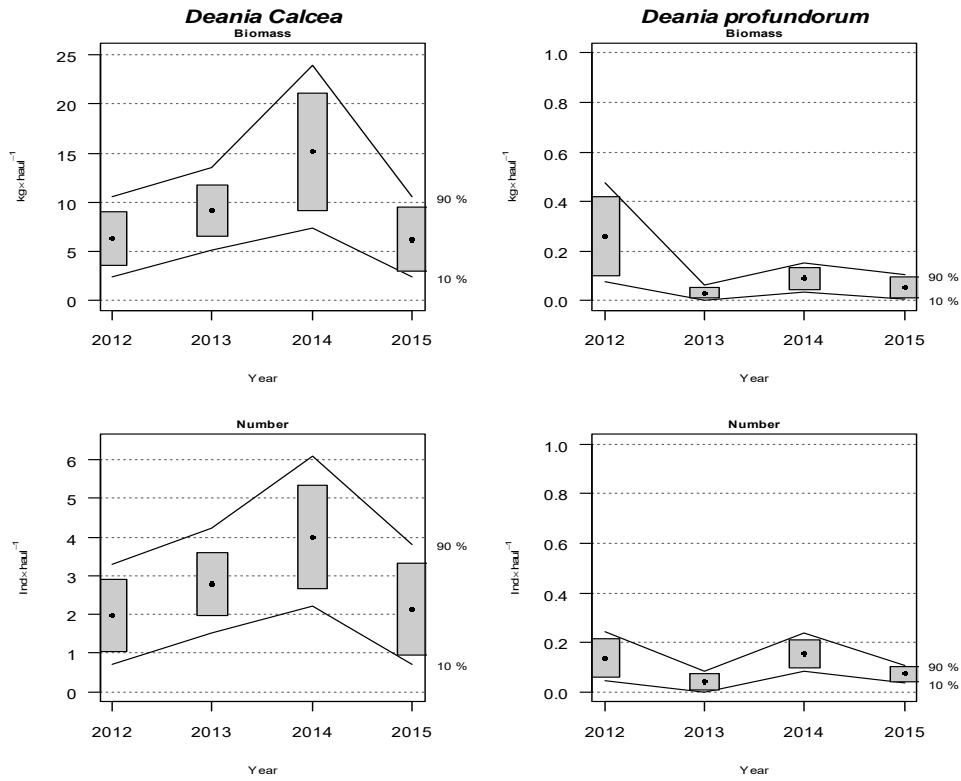 Deania Calcea
Biomass
25
20
15
10
5
0
kg×haul⁻¹
90 %
10 %
2012 2013 2014 2015
Year
Deania profundorum
Biomass
1.0
0.8
0.6
0.4
0.2
0.0
kg×haul⁻¹
90 %
10 %
2012 2013 2014 2015
Year
Number
6
5
4
3
2
1
0
Ind×haul⁻¹
90 %
10 %
2012 2013 2014 2015
Year
Number
1.0
0.8
0.6
0.4
0.2
0.0
Ind×haul⁻¹
90 %
10 %
2012 2013 2014 2015
Year